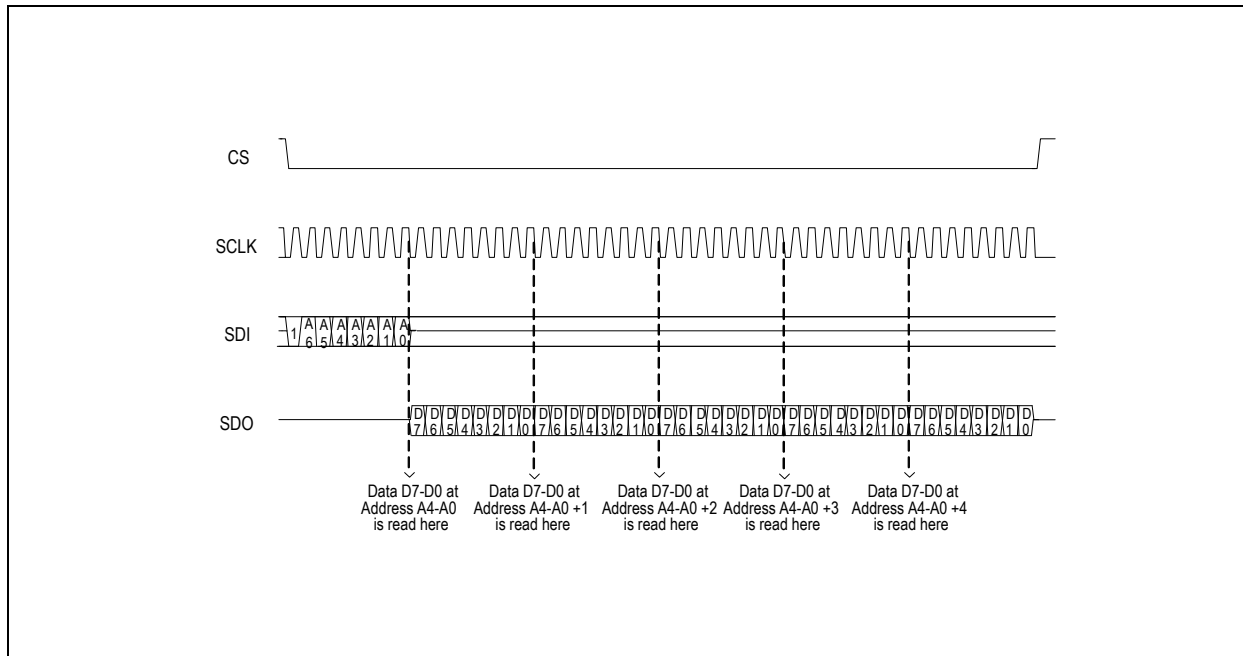 CS
SCLK
SDI
1 A6 A5 A4 A3 A2 A1 A0
SDO
D7 D6 D5 D4 D3 D2 D1 D0 D7 D6 D5 D4 D3 D2 D1 D0 D7 D6 D5 D4 D3 D2 D1 D0 D7 D6 D5 D4 D3 D2 D1 D0 D7 D6 D5 D4 D3 D2 D1 D0
Data D7-D0 at
Address A4-A0
is read here
Data D7-D0 at
Address A4-A0 +1
is read here
Data D7-D0 at
Address A4-A0 +2
is read here
Data D7-D0 at
Address A4-A0 +3
is read here
Data D7-D0 at
Address A4-A0 +4
is read here